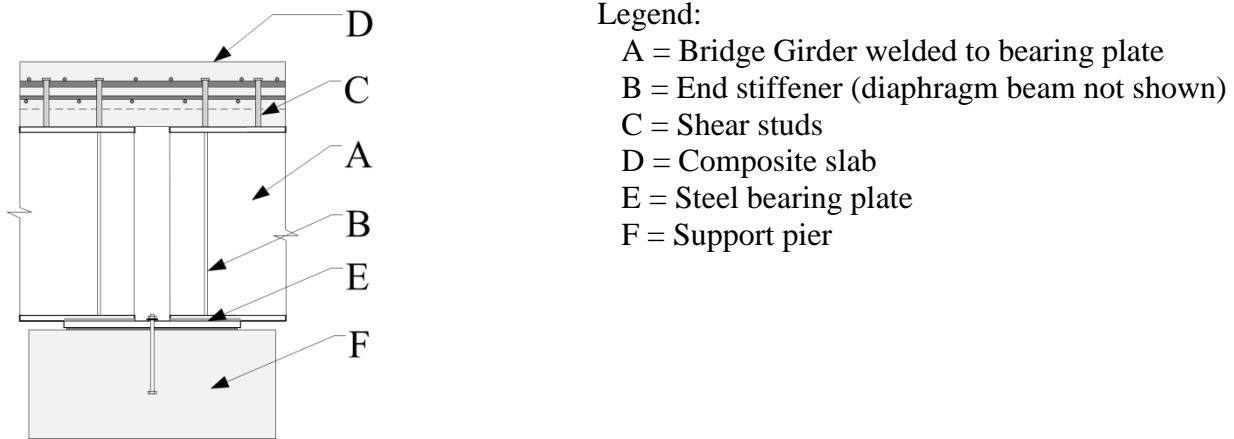 D
C
A
B
E
F
Legend:
A = Bridge Girder welded to bearing plate
B = End stiffener (diaphragm beam not shown)
C = Shear studs
D = Composite slab
E = Steel bearing plate
F = Support pier